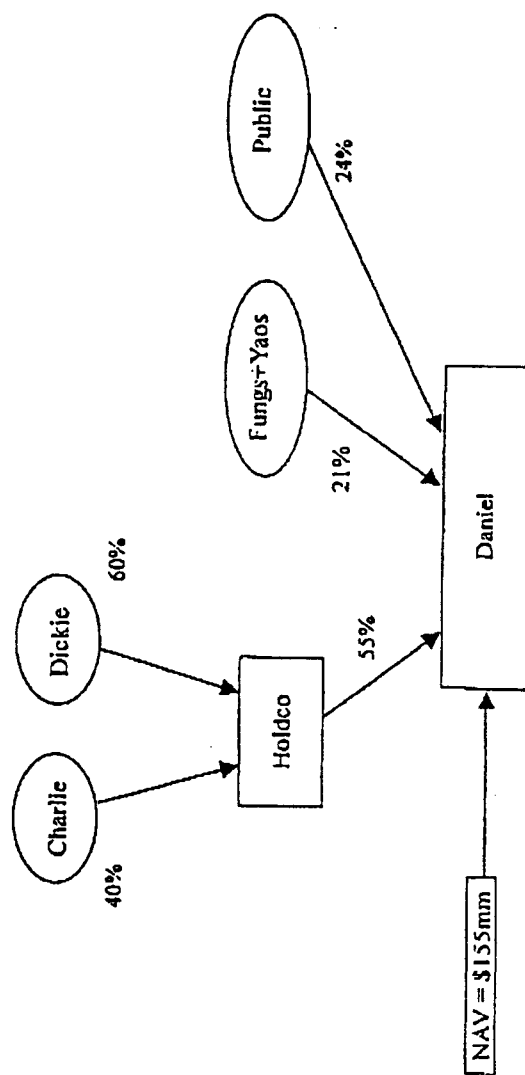 Charlie
Dickie
40%
60%
Holdco
Fungs+Yaos
Public
55%
21%
24%
NAV = $155mm
Daniel